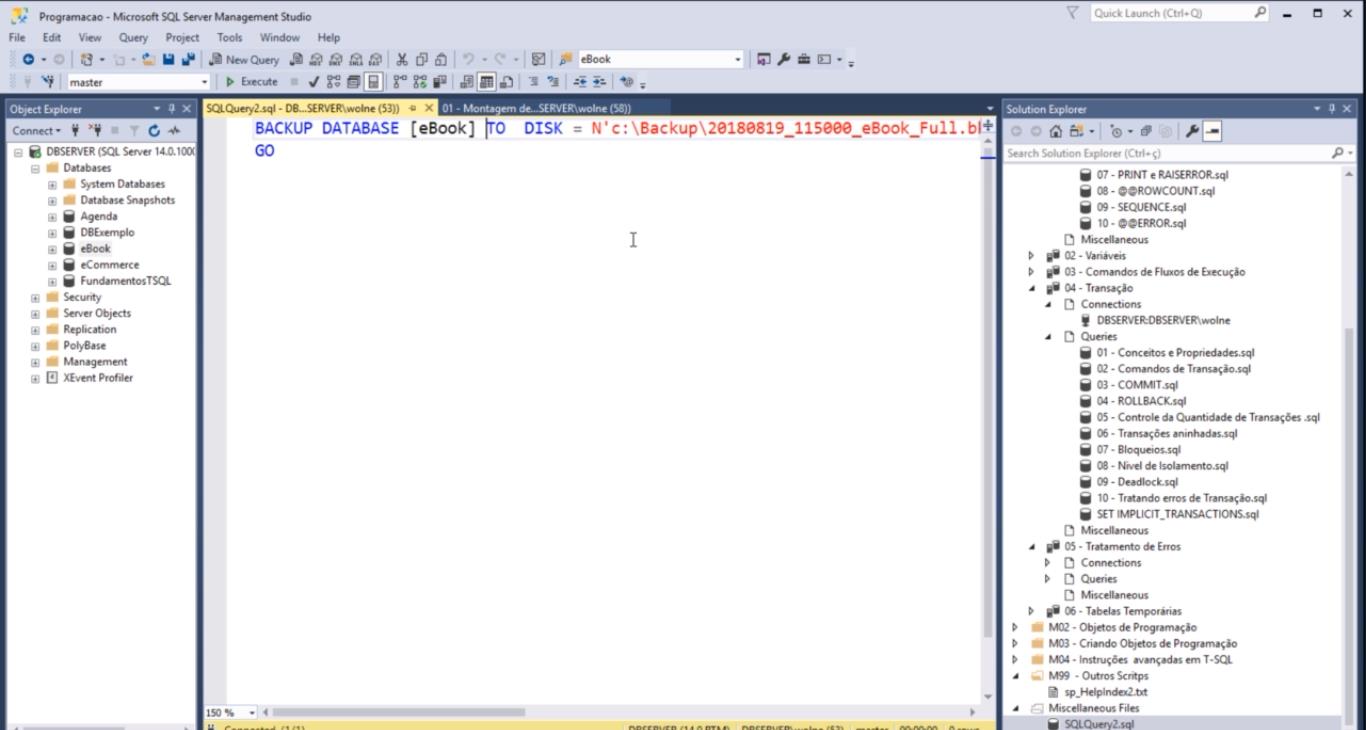 Programacao - Microsoft SQL Server Management Studio
Quick Launch (Ctrl+Q)
File Edit View Query Project Tools Window Help
New Query
eBook
master
Execute
Object Explorer
Connect
DBSERVER (SQL Server 14.0.1000
Databases
System Databases
Database Snapshots
Agenda
DBExemplo
eBook
eCommerce
FundamentosTSQL
Security
Server Objects
Replication
PolyBase
Management
XEvent Profiler
SQLQuery2.sql - DB...SERVER\wolne (53))
01 - Montagem de...SERVER\wolne (58))
BACKUP DATABASE [eBook] TO DISK = N'c:\Backup\20180819_115000_eBook_Full.b
GO
150 %
Connected. (1/1)
DBSERVER (14.0 RTM)
DBSERVER\wolne (53)
master
00:00:00
0 rows
Solution Explorer
Search Solution Explorer (Ctrl+ç)
07 - PRINT e RAISERROR.sql
08 - @@ROWCOUNT.sql
09 - SEQUENCE.sql
10 - @@ERROR.sql
Miscellaneous
02 - Variáveis
03 - Comandos de Fluxos de Execução
04 - Transação
Connections
DBSERVER:DBSERVER\wolne
Queries
01 - Conceitos e Propriedades.sql
02 - Comandos de Transação.sql
03 - COMMIT.sql
04 - ROLLBACK.sql
05 - Controle da Quantidade de Transações .sql
06 - Transações aninhadas.sql
07 - Bloqueios.sql
08 - Nivel de Isolamento.sql
09 - Deadlock.sql
10 - Tratando erros de Transação.sql
SET IMPLICIT_TRANSACTIONS.sql
Miscellaneous
05 - Tratamento de Erros
Connections
Queries
Miscellaneous
06 - Tabelas Temporárias
M02 - Objetos de Programação
M03 - Criando Objetos de Programação
M04 - Instruções avançadas em T-SQL
M99 - Outros Scritps
sp_HelpIndex2.txt
Miscellaneous Files
SQLQuery2.sql